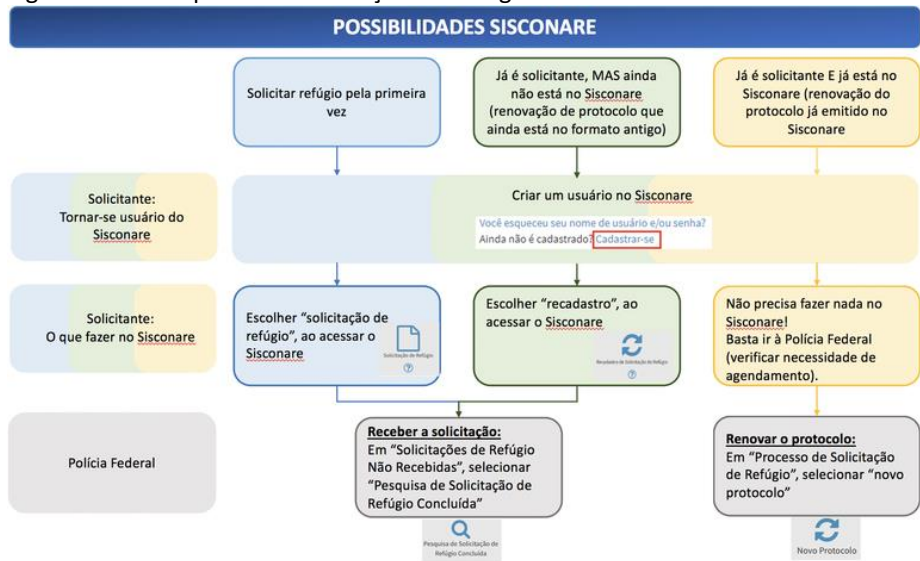 POSSIBILIDADES SISCONARE
Solicitar refúgio pela primeira
vez
Já é solicitante, MAS ainda
não está no Sisconare
(renovação de protocolo que
ainda está no formato antigo)
Já é solicitante E já está no
Sisconare (renovação do
protocolo já emitido no
Sisconare
Solicitante:
Tornar-se usuário do
Sisconare
Criar um usuário no Sisconare
Você esqueceu seu nome de usuário e/ou senha?
Ainda não é cadastrado? Cadastrar-se
Solicitante:
O que fazer no Sisconare
Escolher “solicitação de
refúgio”, ao acessar o
Sisconare
Solicitação de Refúgio
Escolher “recadastro”, ao
acessar o Sisconare
Recadastro de Solicitação de Refúgio
Não precisa fazer nada no
Sisconare!
Basta ir à Polícia Federal
(verificar necessidade de
agendamento).
Polícia Federal
Receber a solicitação:
Em “Solicitações de Refúgio
Não Recebidas”, selecionar
“Pesquisa de Solicitação de
Refúgio Concluída”
Pesquisa de Solicitação de
Refúgio Concluída
Renovar o protocolo:
Em “Processo de Solicitação
de Refúgio”, selecionar “novo
protocolo”
Novo Protocolo